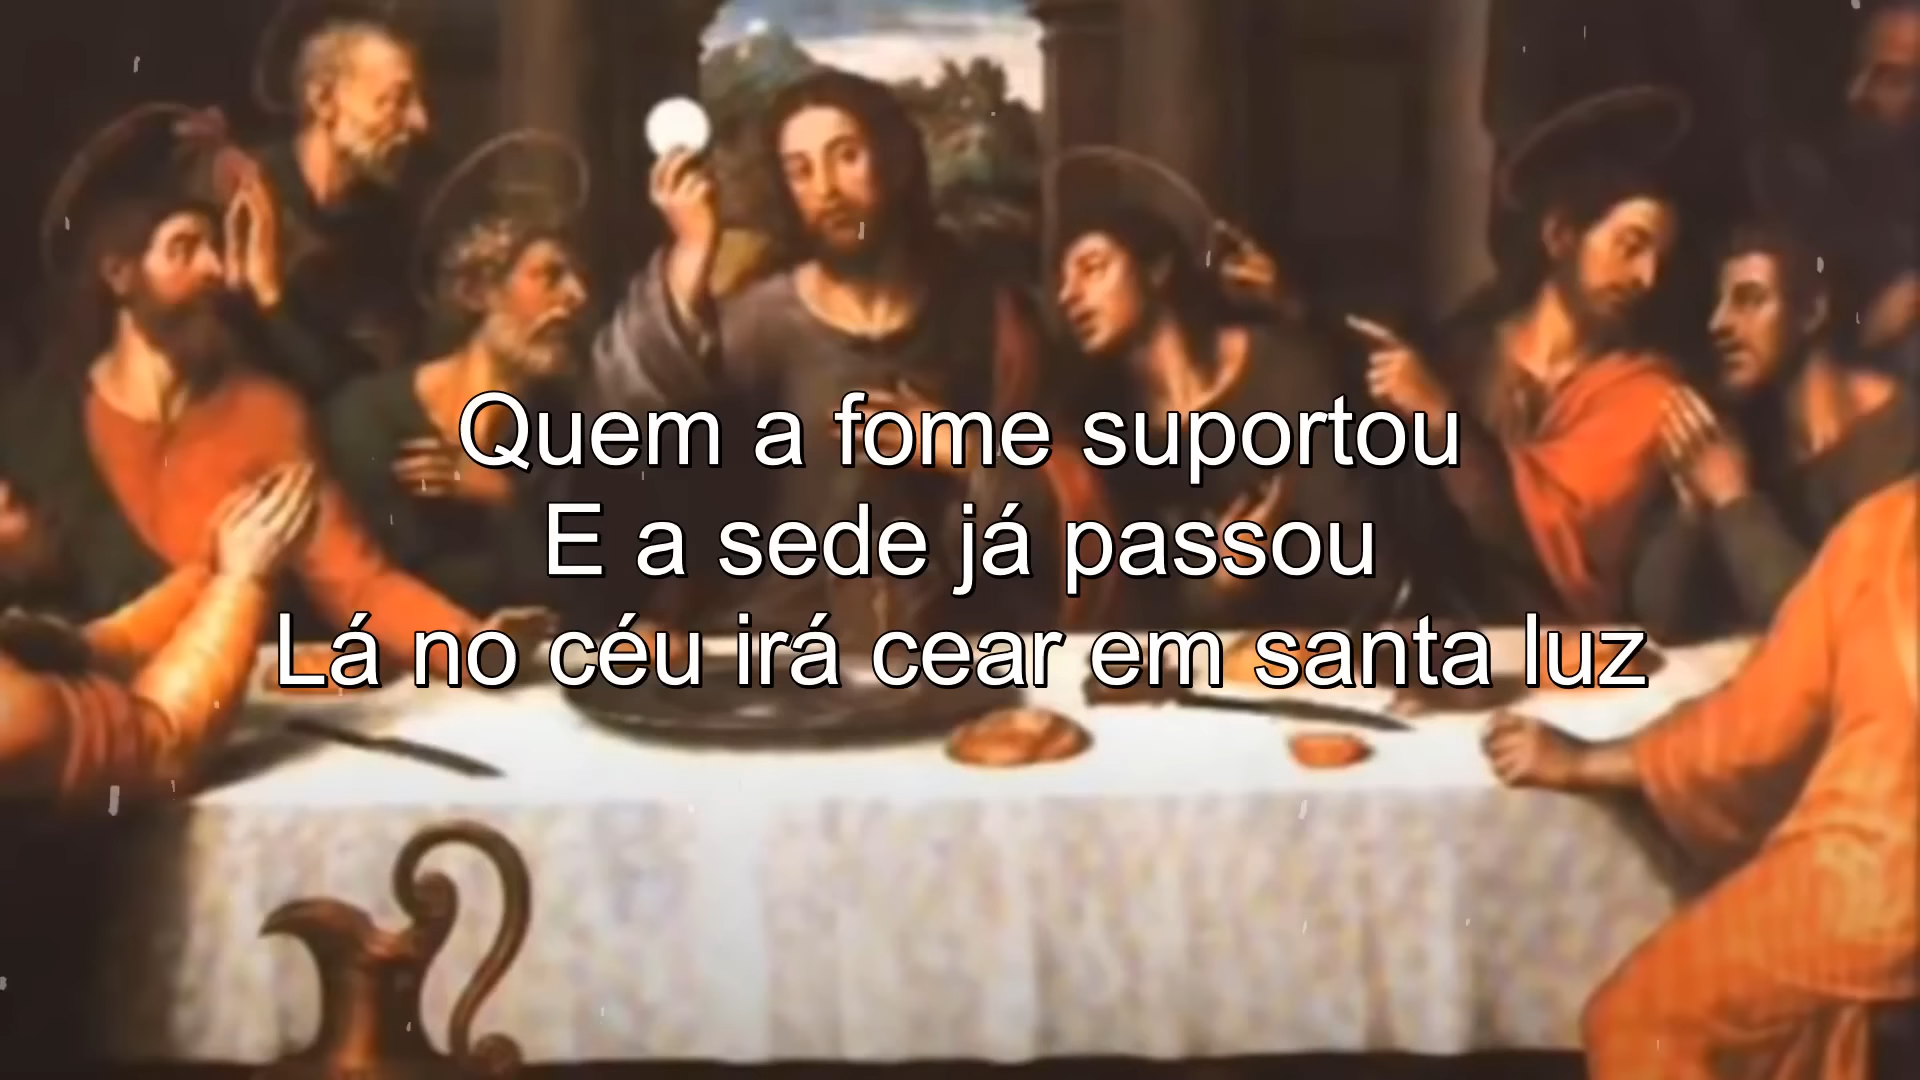 Quem a fome suportou
E a sede já passou
Lá no céu irá cear em santa luz